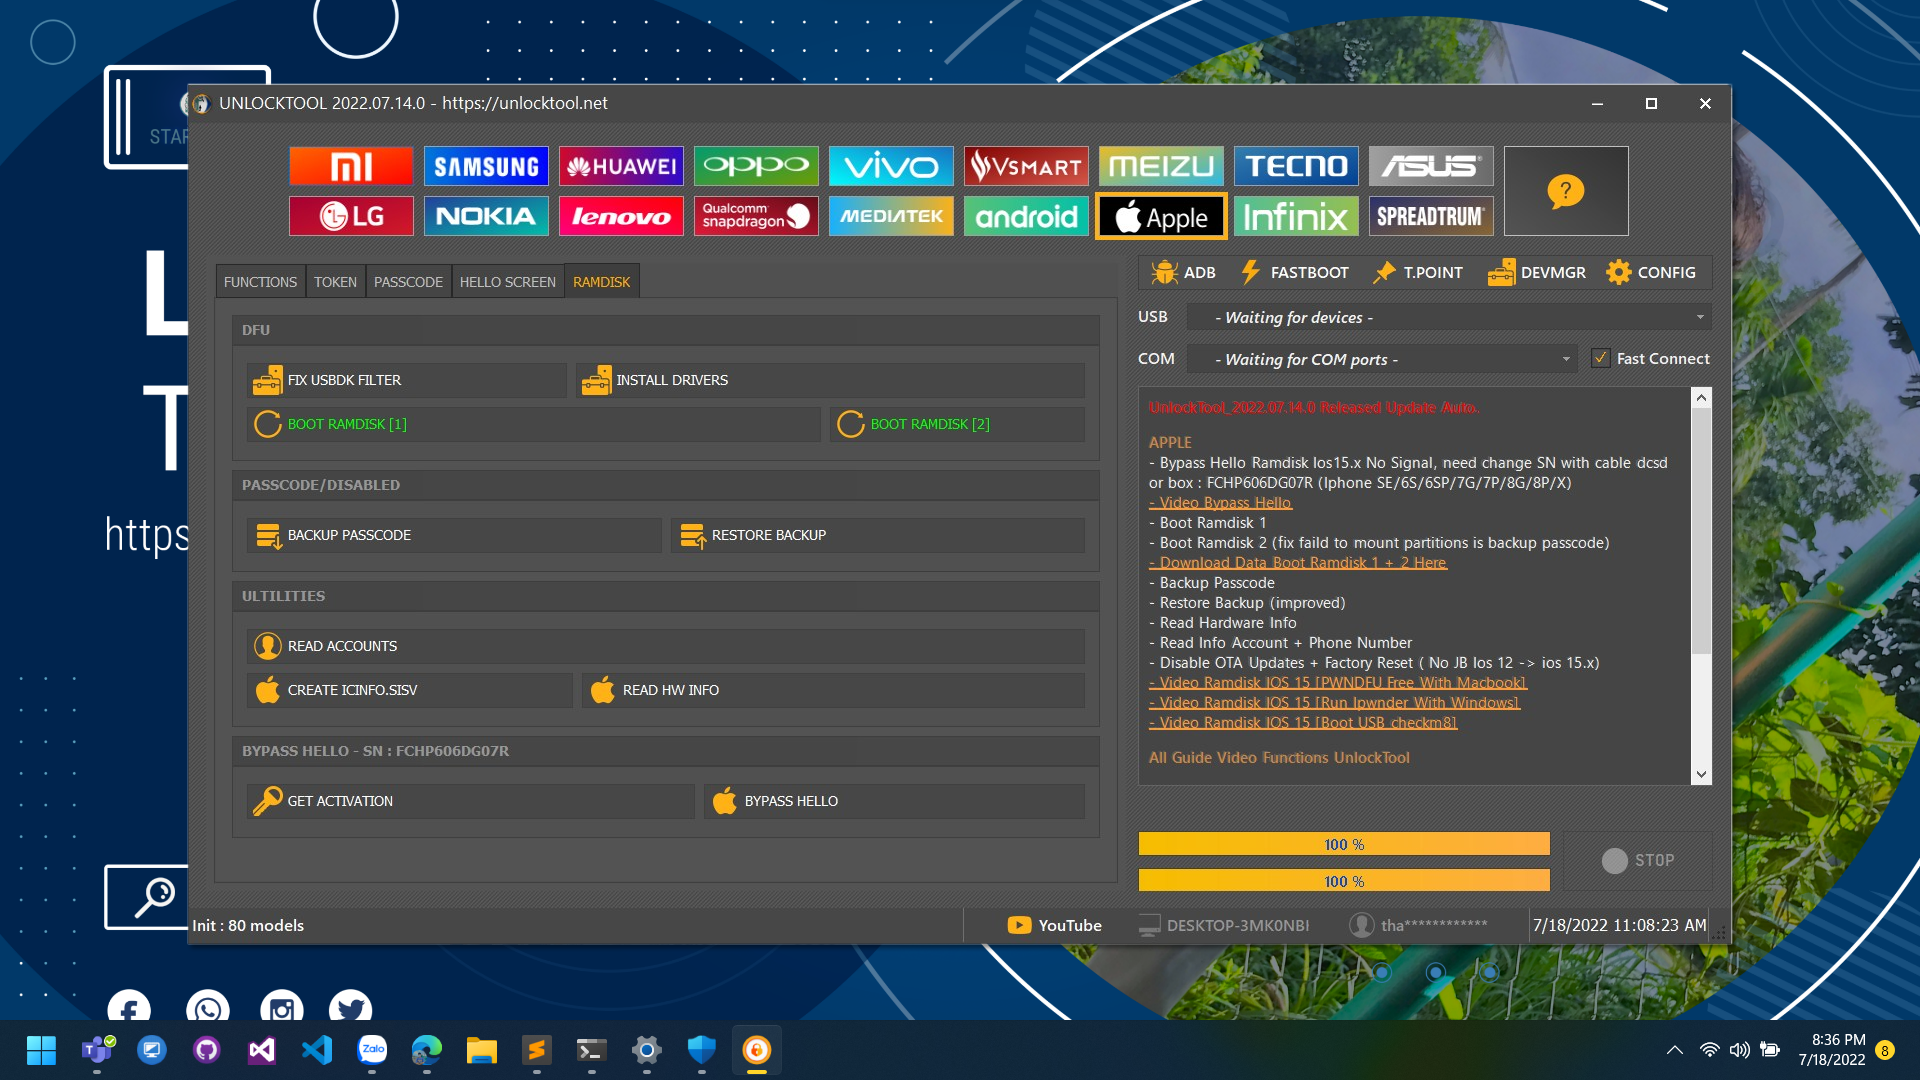 STAR
L
T
https
UNLOCKTOOL 2022.07.14.0 - https://unlocktool.net
mi
SAMSUNG
HUAWEI
oppo
vivo
VSMART
MEIZU
TECNO
ASUS
?
LG
NOKIA
lenovo
Qualcomm
snapdragon
MEDIATEK
android
Apple
Infinix
SPREADTRUM
FUNCTIONS
TOKEN
PASSCODE
HELLO SCREEN
RAMDISK
DFU
FIX USBDK FILTER
INSTALL DRIVERS
BOOT RAMDISK [1]
BOOT RAMDISK [2]
PASSCODE/DISABLED
BACKUP PASSCODE
RESTORE BACKUP
ULTILITIES
READ ACCOUNTS
CREATE ICINFO.SISV
READ HW INFO
BYPASS HELLO - SN : FCHP606DG07R
GET ACTIVATION
BYPASS HELLO
ADB
FASTBOOT
T.POINT
DEVMGR
CONFIG
USB
- Waiting for devices -
COM
- Waiting for COM ports -
Fast Connect
UnlockTool_2022.07.14.0 Released Update Auto.
APPLE
- Bypass Hello Ramdisk Ios15.x No Signal, need change SN with cable dcsd
or box : FCHP606DG07R (Iphone SE/6S/6SP/7G/7P/8G/8P/X)
- Video Bypass Hello
- Boot Ramdisk 1
- Boot Ramdisk 2 (fix faild to mount partitions is backup passcode)
- Download Data Boot Ramdisk 1 + 2 Here
- Backup Passcode
- Restore Backup (improved)
- Read Hardware Info
- Read Info Account + Phone Number
- Disable OTA Updates + Factory Reset ( No JB Ios 12 -> ios 15.x)
- Video Ramdisk IOS 15 [PWNDFU Free With Macbook]
- Video Ramdisk IOS 15 [Run Ipwnder With Windows]
- Video Ramdisk IOS 15 [Boot USB checkm8]
All Guide Video Functions UnlockTool
100 %
100 %
STOP
Init : 80 models
YouTube
DESKTOP-3MK0NBI
tha************
7/18/2022 11:08:23 AM
Zalo
8:36 PM
7/18/2022
8